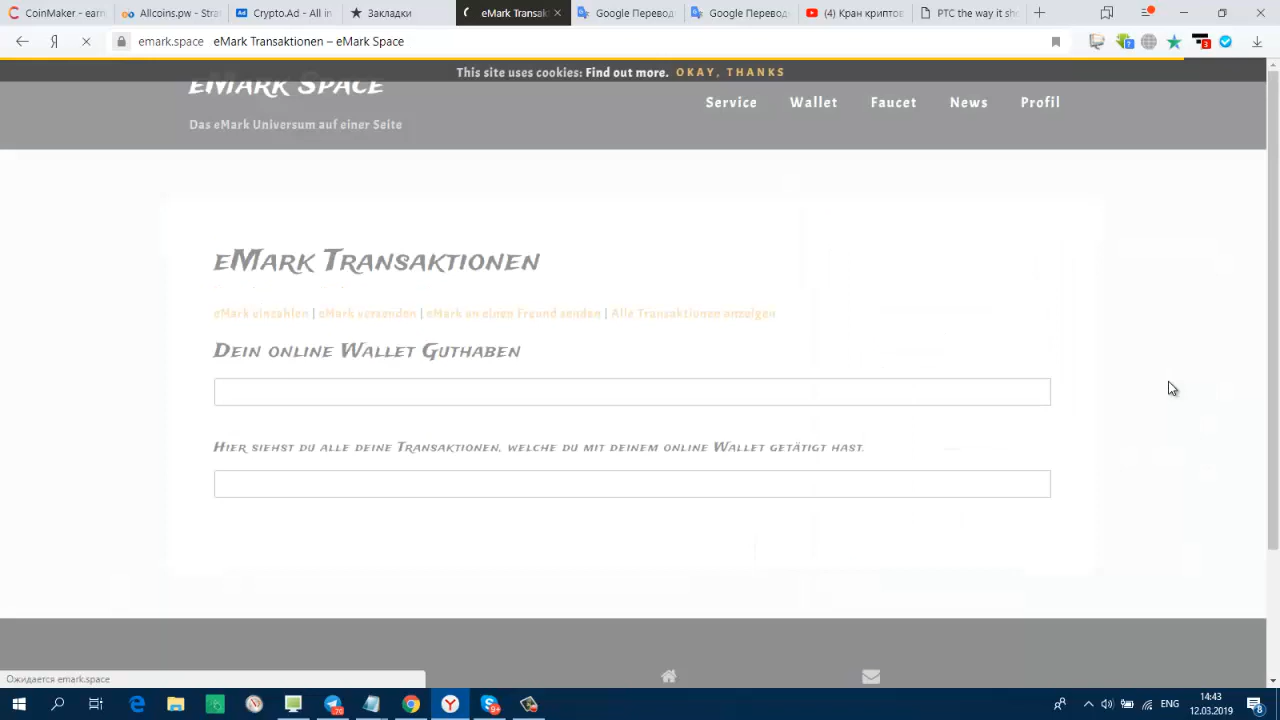 CoinMaker - earn
Allcoins.pw - Stra
Crypto.Ad - All in
Закладки
eMark Transak
Google Перевод
Google Перевод
(4) Кран криптов
PTC the way it sho
emark.space eMark Transaktionen – eMark Space
This site uses cookies: Find out more. OKAY, THANKS
eMark Space
Das eMark Universum auf einer Seite
Service Wallet Faucet News Profil
eMark Transaktionen
eMark einzahlen | eMark versenden | eMark an einen Freund senden | Alle Transaktionen anzeigen
Dein online Wallet Guthaben
Hier siehst du alle deine Transaktionen, welche du mit deinem online Wallet getätigt hast.
Ожидается emark.space
ENG
14:43
12.03.2019